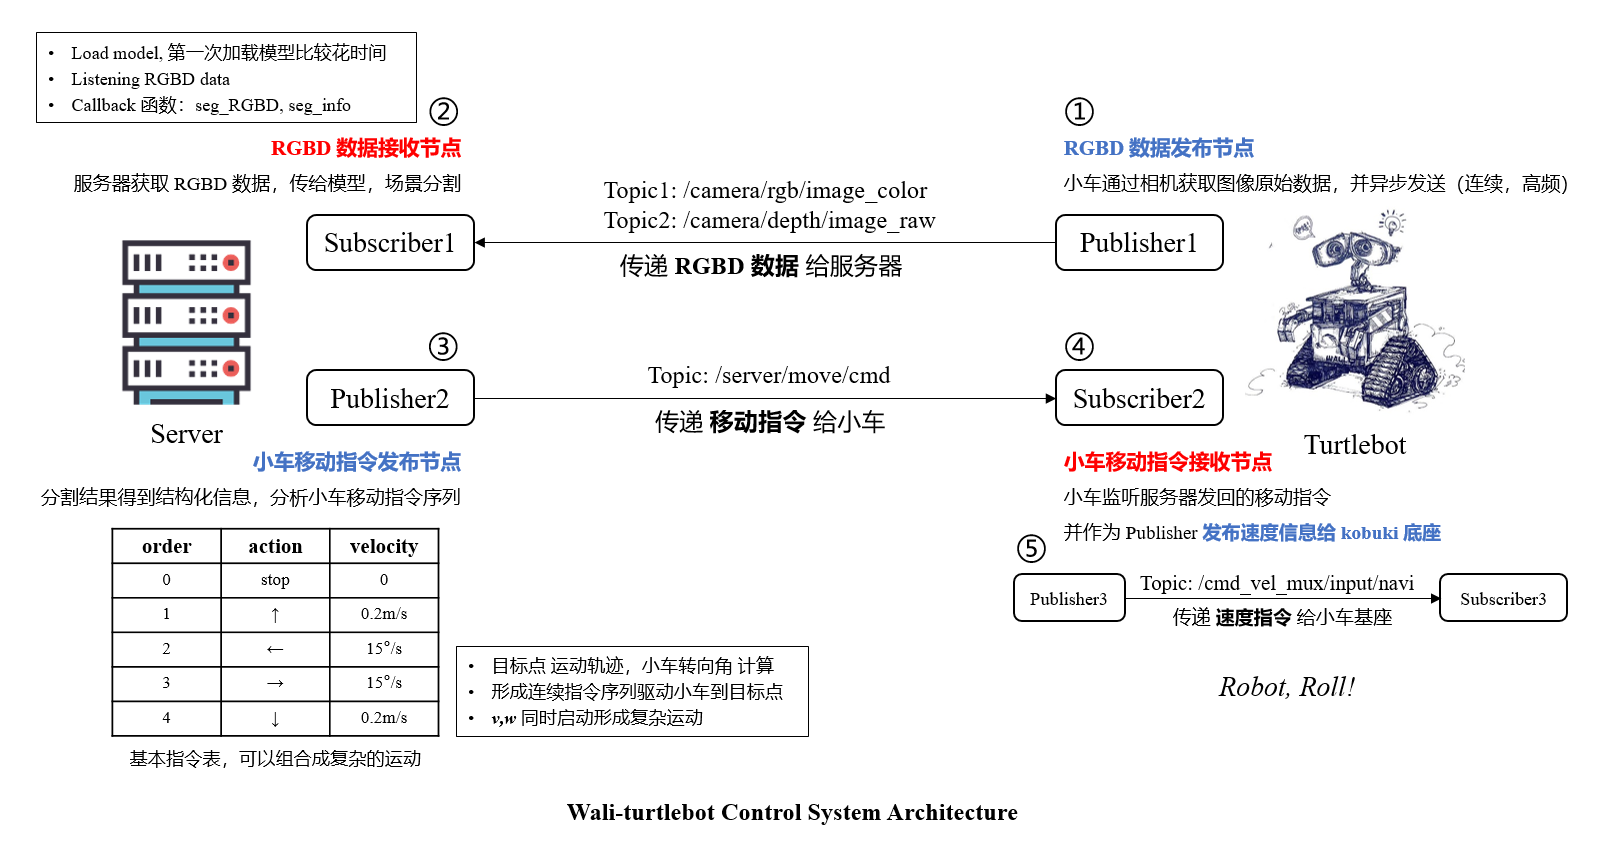 • Load model, 第一次加载模型比较花时间
• Listening RGBD data
• Callback 函数：seg_RGBD, seg_info
②
RGBD 数据接收节点
服务器获取 RGBD 数据，传给模型，场景分割
Subscriber1
Topic1: /camera/rgb/image_color
Topic2: /camera/depth/image_raw
传递 RGBD 数据 给服务器
①
RGBD 数据发布节点
小车通过相机获取图像原始数据，并异步发送（连续，高频）
Publisher1
Server
③
Publisher2
Topic: /server/move/cmd
传递 移动指令 给小车
④
Subscriber2
WALL
Turtlebot
小车移动指令发布节点
分割结果得到结构化信息，分析小车移动指令序列
order action velocity
0 stop 0
1 ↑ 0.2m/s
2 ← 15°/s
3 → 15°/s
4 ↓ 0.2m/s
基本指令表，可以组合成复杂的运动
• 目标点 运动轨迹，小车转向角 计算
• 形成连续指令序列驱动小车到目标点
• v,w 同时启动形成复杂运动
小车移动指令接收节点
小车监听服务器发回的移动指令
并作为 Publisher 发布速度信息给 kobuki 底座
⑤
Publisher3
Topic: /cmd_vel_mux/input/navi
传递 速度指令 给小车基座
Subscriber3
Robot, Roll!
Wali-turtlebot Control System Architecture